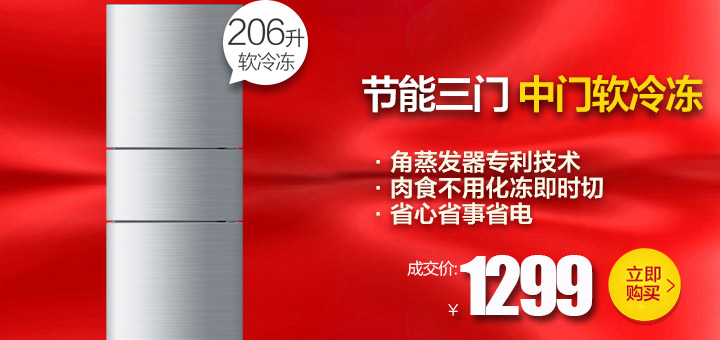 206升
软冷冻
节能三门 中门软冷冻
· 角蒸发器专利技术
· 肉食不用化冻即时切
· 省心省事省电
成交价:
¥ 1299
立即
购买 >